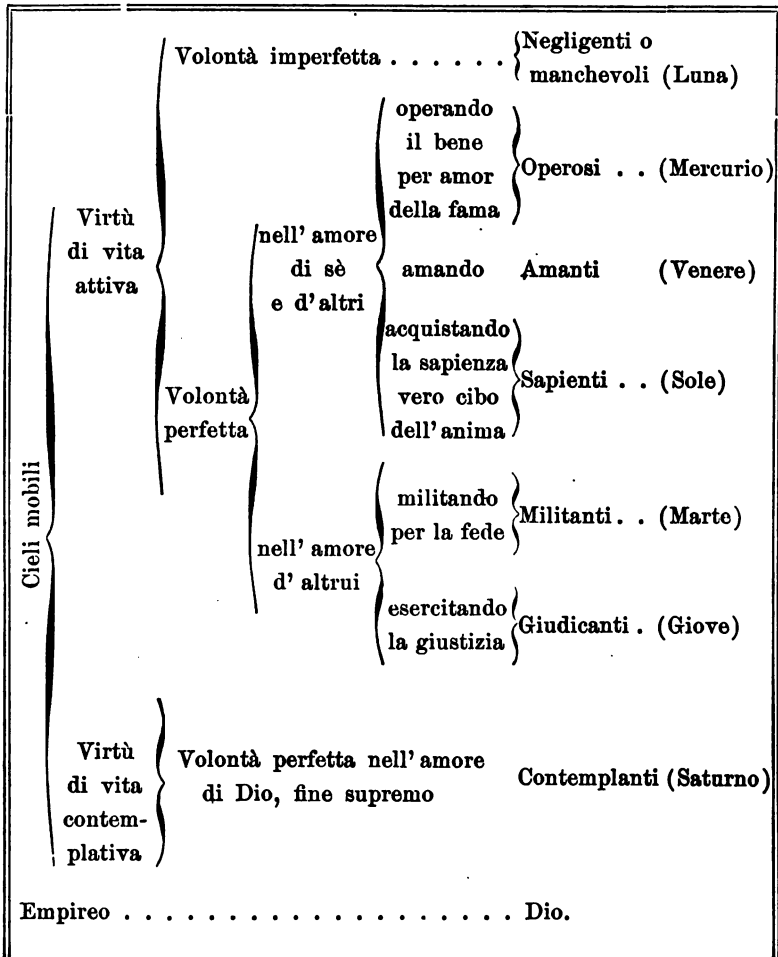 Volontà imperfetta . . . . . . Negligenti o
manchevoli (Luna)
Cieli mobili
Virtù
di vita
attiva
Volontà
perfetta
nell' amore
di sè
e d'altri
operando
il bene
per amor
della fama
Operosi . . (Mercurio)
amando Amanti (Venere)
acquistando
la sapienza
vero cibo
dell'anima
Sapienti . . (Sole)
nell' amore
d' altrui
militando
per la fede
Militanti . . (Marte)
esercitando
la giustizia
Giudicanti . (Giove)
Virtù
di vita
contem-
plativa
Volontà perfetta nell' amore
di Dio, fine supremo
Contemplanti (Saturno)
Empireo . . . . . . . . . . . . . . . . . . . . Dio.